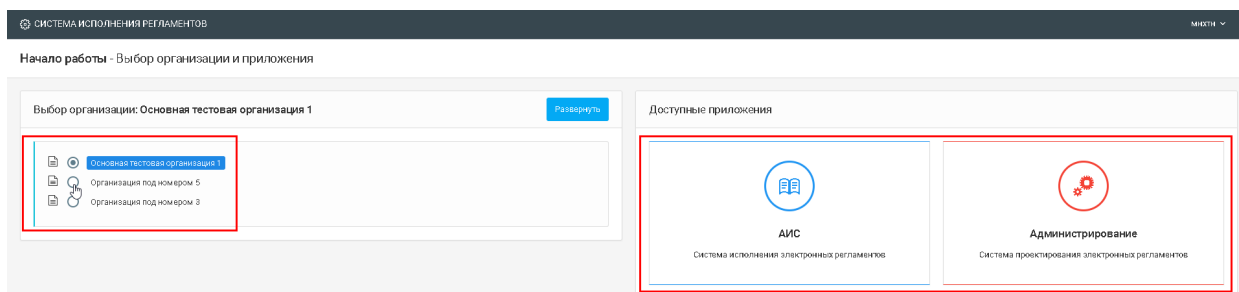 СИСТЕМА ИСПОЛНЕНИЯ РЕГЛАМЕНТОВ
МНХТН
Начало работы - Выбор организации и приложения
Выбор организации: Основная тестовая организация 1
Развернуть
Основная тестовая организация 1
Организация под номером 5
Организация под номером 3
Доступные приложения
АИС
Система исполнения электронных регламентов
Администрирование
Система проектирования электронных регламентов